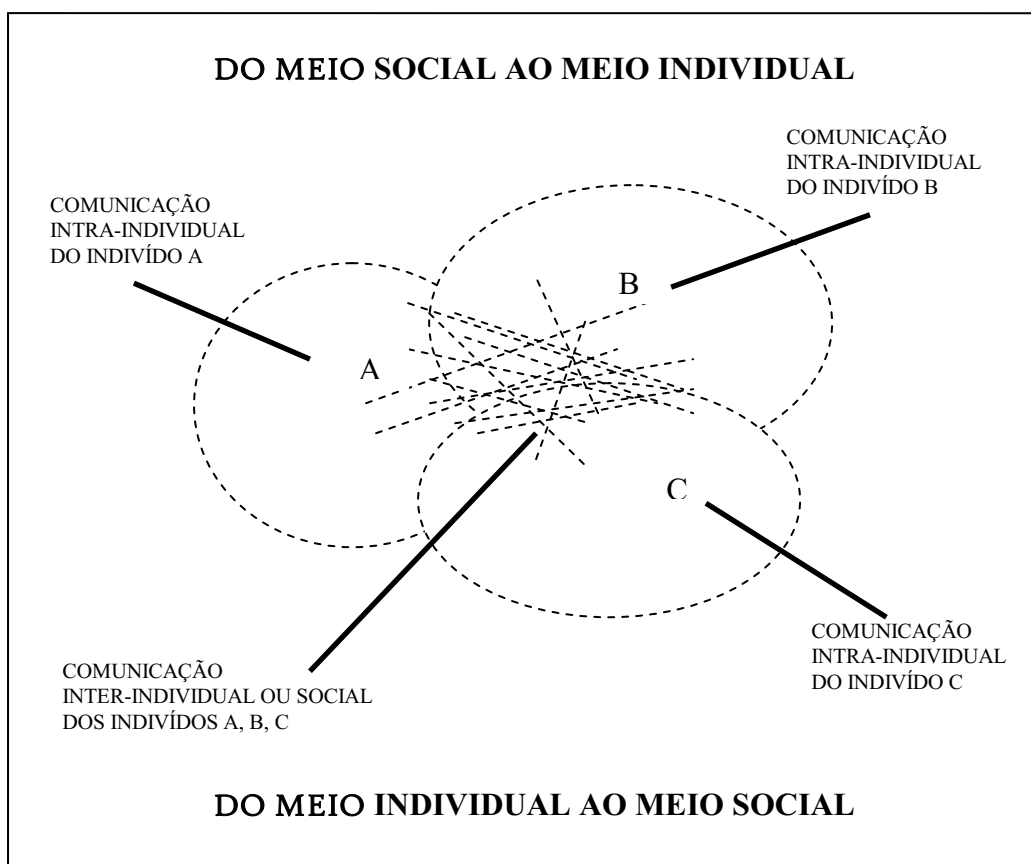 DO MEIO SOCIAL AO MEIO INDIVIDUAL
COMUNICAÇÃO
INTRA-INDIVIDUAL
DO INDIVÍDO B
COMUNICAÇÃO
INTRA-INDIVIDUAL
DO INDIVÍDO A
B
A
C
COMUNICAÇÃO
INTRA-INDIVIDUAL
DO INDIVÍDO C
COMUNICAÇÃO
INTER-INDIVIDUAL OU SOCIAL
DOS INDIVÍDOS A, B, C
DO MEIO INDIVIDUAL AO MEIO SOCIAL